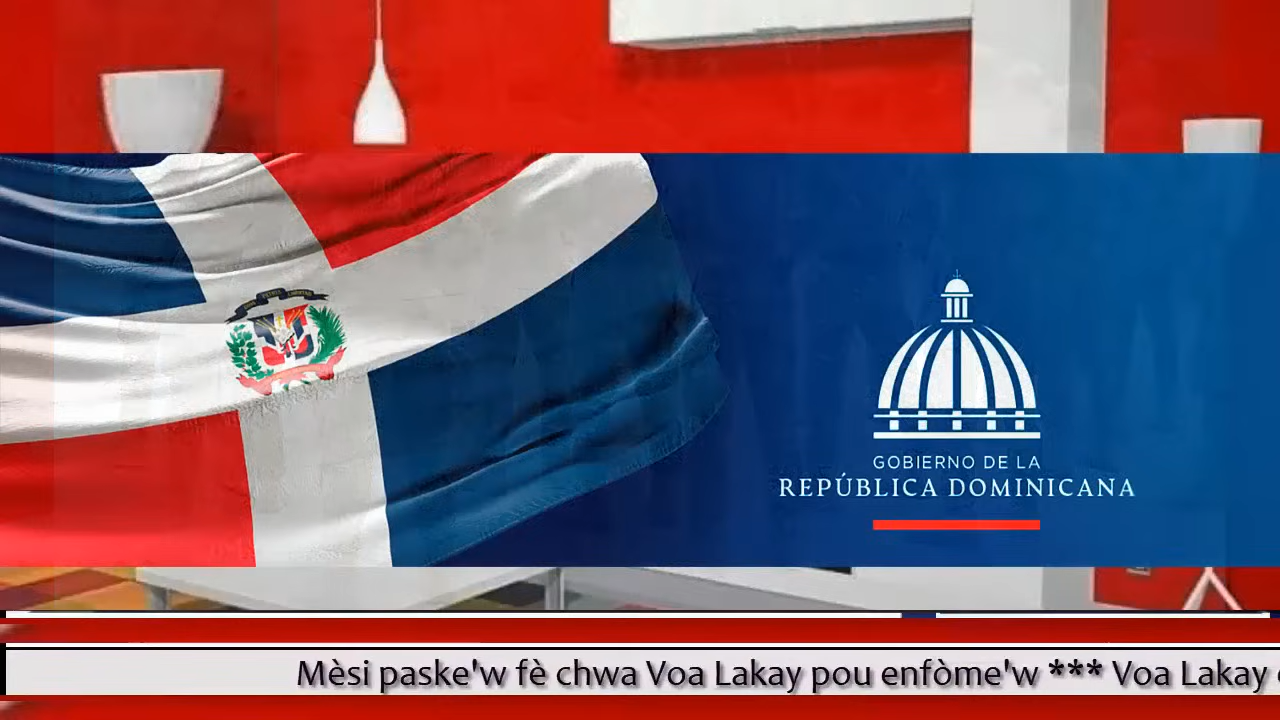 GOBIERNO DE LA
REPÚBLICA DOMINICANA
Mèsi paske'w fè chwa Voa Lakay pou enfòme'w *** Voa Lakay